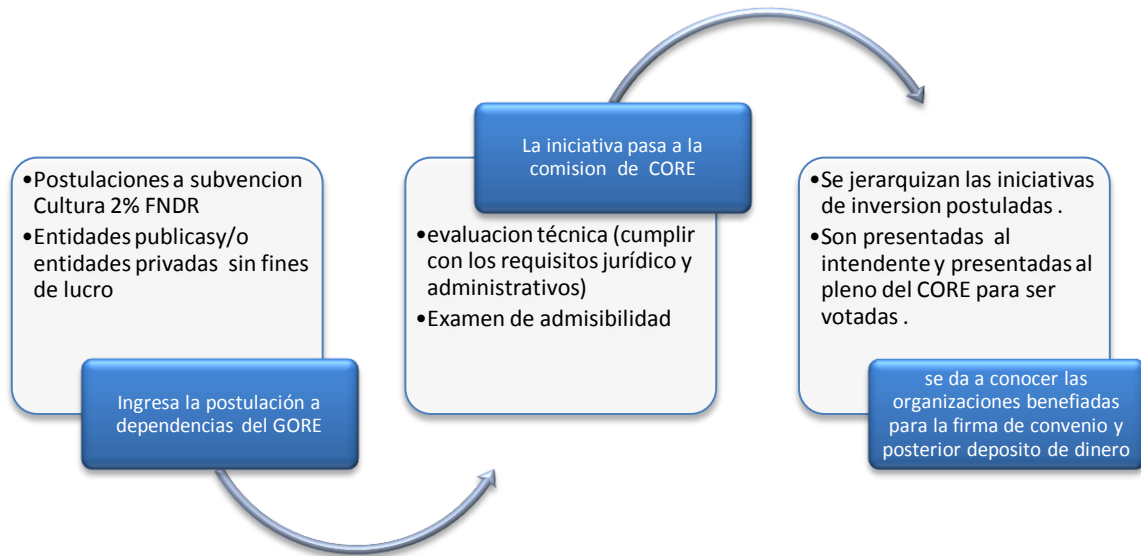 •Postulaciones a subvencion
Cultura 2% FNDR
•Entidades publicasy/o
entidades privadas sin fines
de lucro
Ingresa la postulación a
dependencias del GORE
La iniciativa pasa a la
comision de CORE
•evaluacion técnica (cumplir
con los requisitos jurídico y
administrativos)
•Examen de admisibilidad
•Se jerarquizan las iniciativas
de inversion postuladas .
•Son presentadas al
intendente y presentadas al
pleno del CORE para ser
votadas .
se da a conocer las
organizaciones benefiadas
para la firma de convenio y
posterior deposito de dinero